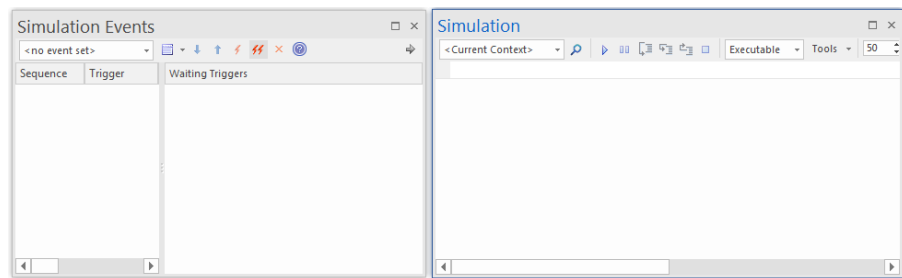 Simulation Events
<no event set>
Sequence Trigger Waiting Triggers
Simulation
<Current Context> Executable Tools 50